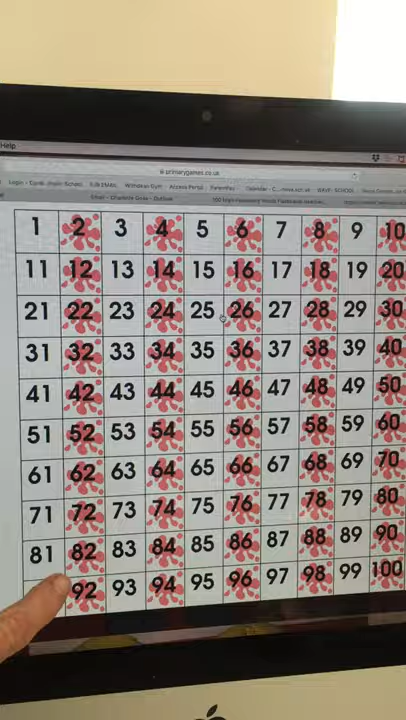 Help
primarygames.co.uk
Login - Access Portal
1 2 3 4 5 6 7 8 9 10
11 12 13 14 15 16 17 18 19 20
21 22 23 24 25 26 27 28 29 30
31 32 33 34 35 36 37 38 39 40
41 42 43 44 45 46 47 48 49 50
51 52 53 54 55 56 57 58 59 60
61 62 63 64 65 66 67 68 69 70
71 72 73 74 75 76 77 78 79 80
81 82 83 84 85 86 87 88 89 90
92 93 94 95 96 97 98 99 100